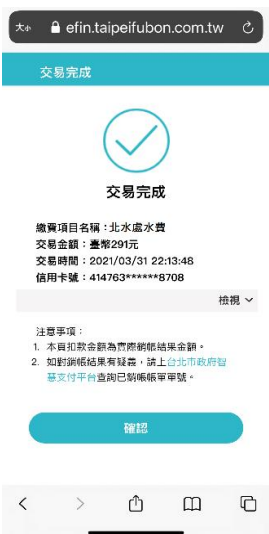 大小 efin.taipeifubon.com.tw
交易完成
交易完成
繳費項目名稱：北水處水費
交易金額：臺幣291元
交易時間：2021/03/31 22:13:48
信用卡號：414763******8708
檢視
注意事項：
1. 本頁扣款金額為實際銷帳結果金額。
2. 如對銷帳結果有疑義，請上台北市政府智
慧支付平台查詢已銷帳帳單單號。
確認